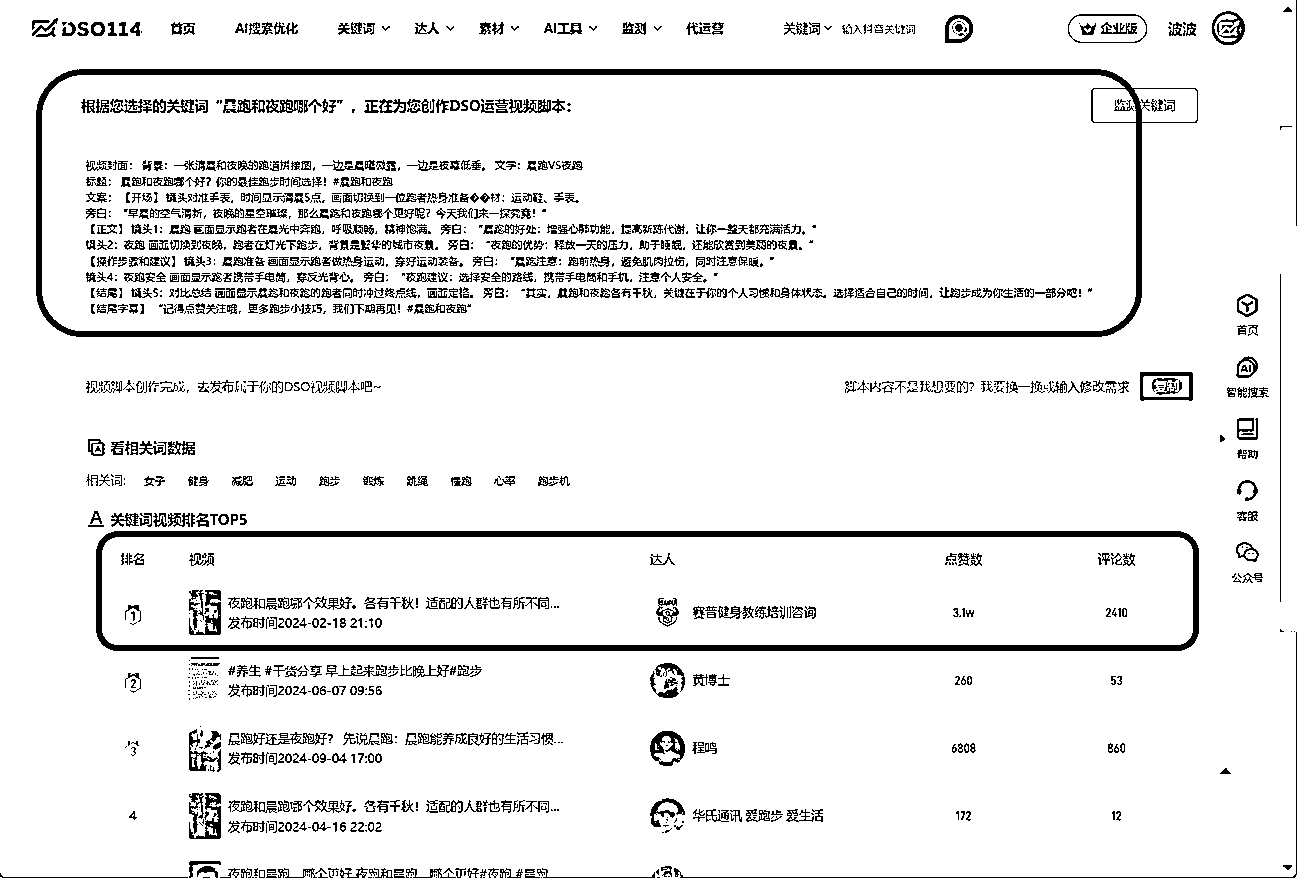 DSO114 首页 AI搜索优化 关键词 达人 素材 AI工具 监测 代运营 关键词 输入抖音关键词 企业版 波波
根据您选择的关键词“晨跑和夜跑哪个好”，正在为您创作DSO运营视频脚本：
监测关键词
视频封面： 背景：一张清晨和夜晚的跑道拼接图，一边是晨曦微露，一边是夜幕低垂。 文字：晨跑VS夜跑
标题： 晨跑和夜跑哪个好？你的最佳跑步时间选择！#晨跑和夜跑
文案： 【开场】 镜头对准手表，时间显示清晨5点，画面切换到一位跑者热身准备��材：运动鞋、手表。
旁白： “早晨的空气清新，夜晚的星空璀璨，那么晨跑和夜跑哪个更好呢？今天我们来一探究竟！”
【正文】 镜头1：晨跑 画面显示跑者在晨光中奔跑，呼吸顺畅，精神饱满。 旁白： “晨跑的好处：增强心肺功能，提高新陈代谢，让你一整天都充满活力。”
镜头2：夜跑 画面切换到夜晚，跑者在灯光下跑步，背景是繁华的城市夜景。 旁白： “夜跑的优势：释放一天的压力，助于睡眠，还能欣赏到美丽的夜景。”
【操作步骤和建议】 镜头3：晨跑准备 画面显示跑者做热身运动，穿好运动装备。 旁白： “晨跑注意：跑前热身，避免肌肉拉伤，同时注意保暖。”
镜头4：夜跑安全 画面显示跑者携带手电筒，穿反光背心。 旁白： “夜跑建议：选择安全的路线，携带手电筒和手机，注意个人安全。”
【结尾】 镜头5：对比总结 画面显示晨跑和夜跑的跑者同时冲过终点线，画面定格。 旁白： “其实，晨跑和夜跑各有千秋，关键在于你的个人习惯和身体状态。选择适合自己的时间，让跑步成为你生活的一部分吧！”
【结尾字幕】 “记得点赞关注哦，更多跑步小技巧，我们下期再见！#晨跑和夜跑”
视频脚本创作完成，去发布属于你的DSO视频脚本吧~
脚本内容不是我想要的？我要换一换或输入修改需求 复制
看相关词数据
相关词: 女子 健身 减肥 运动 跑步 锻炼 跳绳 慢跑 心率 跑步机
关键词视频排名TOP5
排名 视频 达人 点赞数 评论数
1 夜跑和晨跑哪个效果好。各有千秋！适配的人群也有所不同... 赛普健身教练培训咨询 3.1w 2410
发布时间2024-02-18 21:10
2 #养生 #干货分享 早上起来跑步比晚上好#跑步 黄博士 260 53
发布时间2024-06-07 09:56
3 晨跑好还是夜跑好？ 先说晨跑：晨跑能养成良好的生活习惯... 程鸣 6808 860
发布时间2024-09-04 17:00
4 夜跑和晨跑哪个效果好。各有千秋！适配的人群也有所不同... 华氏通讯 爱跑步 爱生活 172 12
发布时间2024-04-16 22:02
首页
AI
智能搜索
帮助
客服
公众号